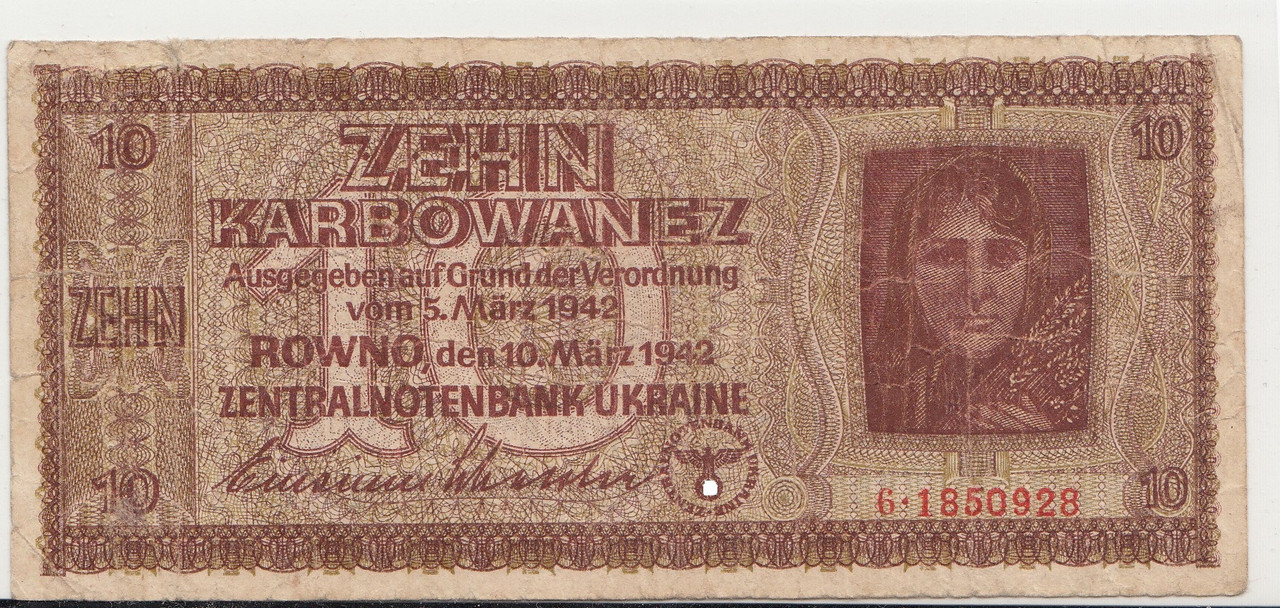 10
10
ZEHN
KARBOWANEZ
Ausgegeben auf Grund der Verordnung
vom 5. März 1942
ZEHN
ROWNO, den 10. März 1942
ZENTRALNOTENBANK UKRAINE
10
10
10
6·1850928